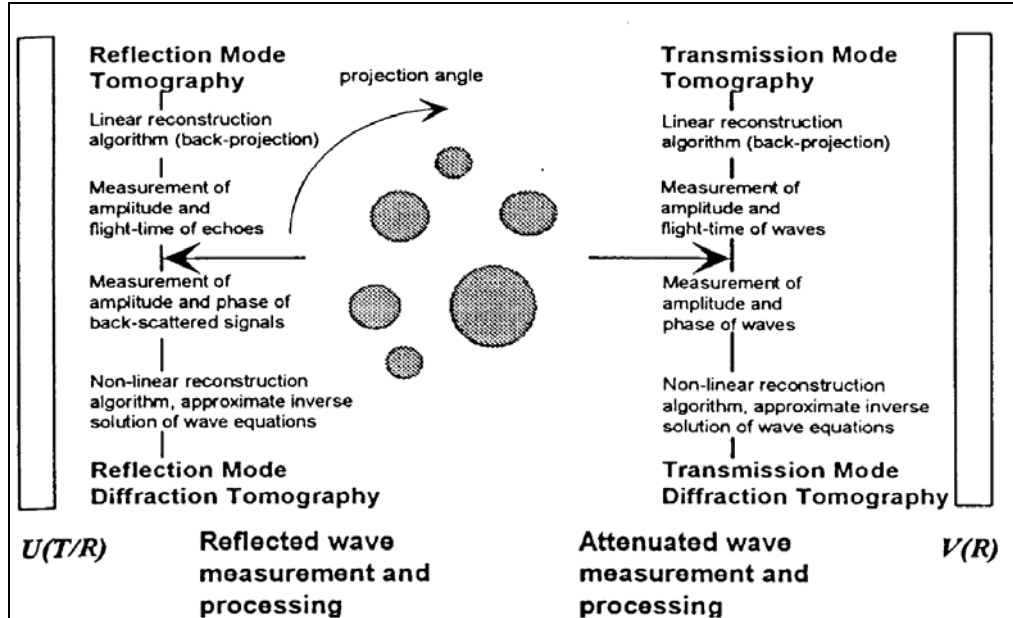 Reflection Mode
Tomography
Linear reconstruction
algorithm (back-projection)
Measurement of
amplitude and
flight-time of echoes
Measurement of
amplitude and phase of
back-scattered signals
Non-linear reconstruction
algorithm, approximate inverse
solution of wave equations
Reflection Mode
Diffraction Tomography
projection angle
Transmission Mode
Tomography
Linear reconstruction
algorithm (back-projection)
Measurement of
amplitude and
flight-time of waves
Measurement of
amplitude and
phase of waves
Non-linear reconstruction
algorithm, approximate inverse
solution of wave equations
Transmission Mode
Diffraction Tomography
U(T/R)
Reflected wave
measurement and
processing
Attenuated wave
measurement and
processing
V(R)